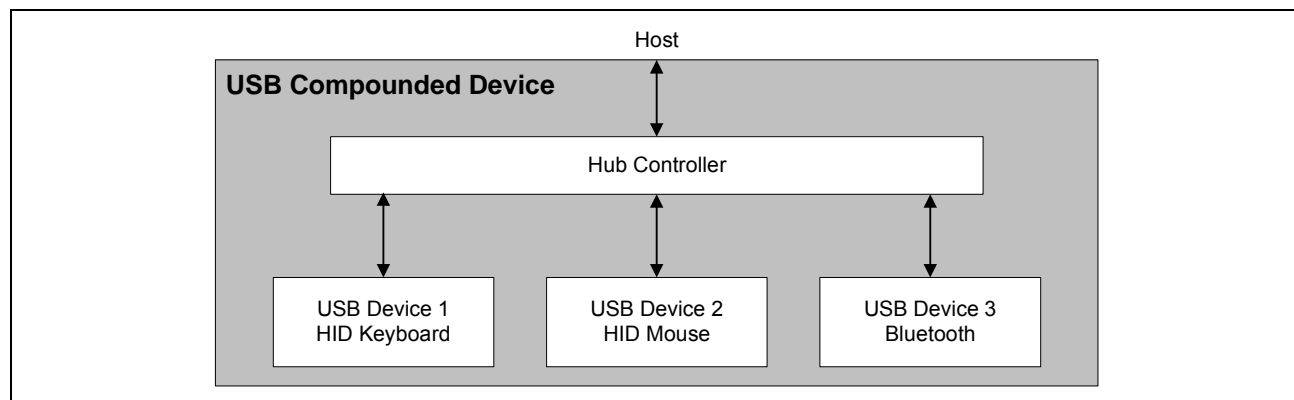 Host
USB Compounded Device
Hub Controller
USB Device 1
HID Keyboard
USB Device 2
HID Mouse
USB Device 3
Bluetooth